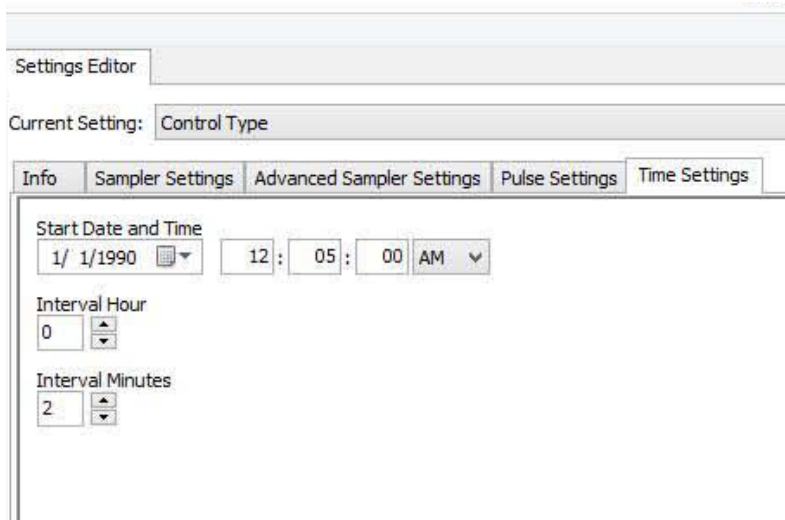 Settings Editor
Current Setting: Control Type
Info Sampler Settings Advanced Sampler Settings Pulse Settings Time Settings
Start Date and Time
1/ 1/1990 12 : 05 : 00 AM
Interval Hour
0
Interval Minutes
2